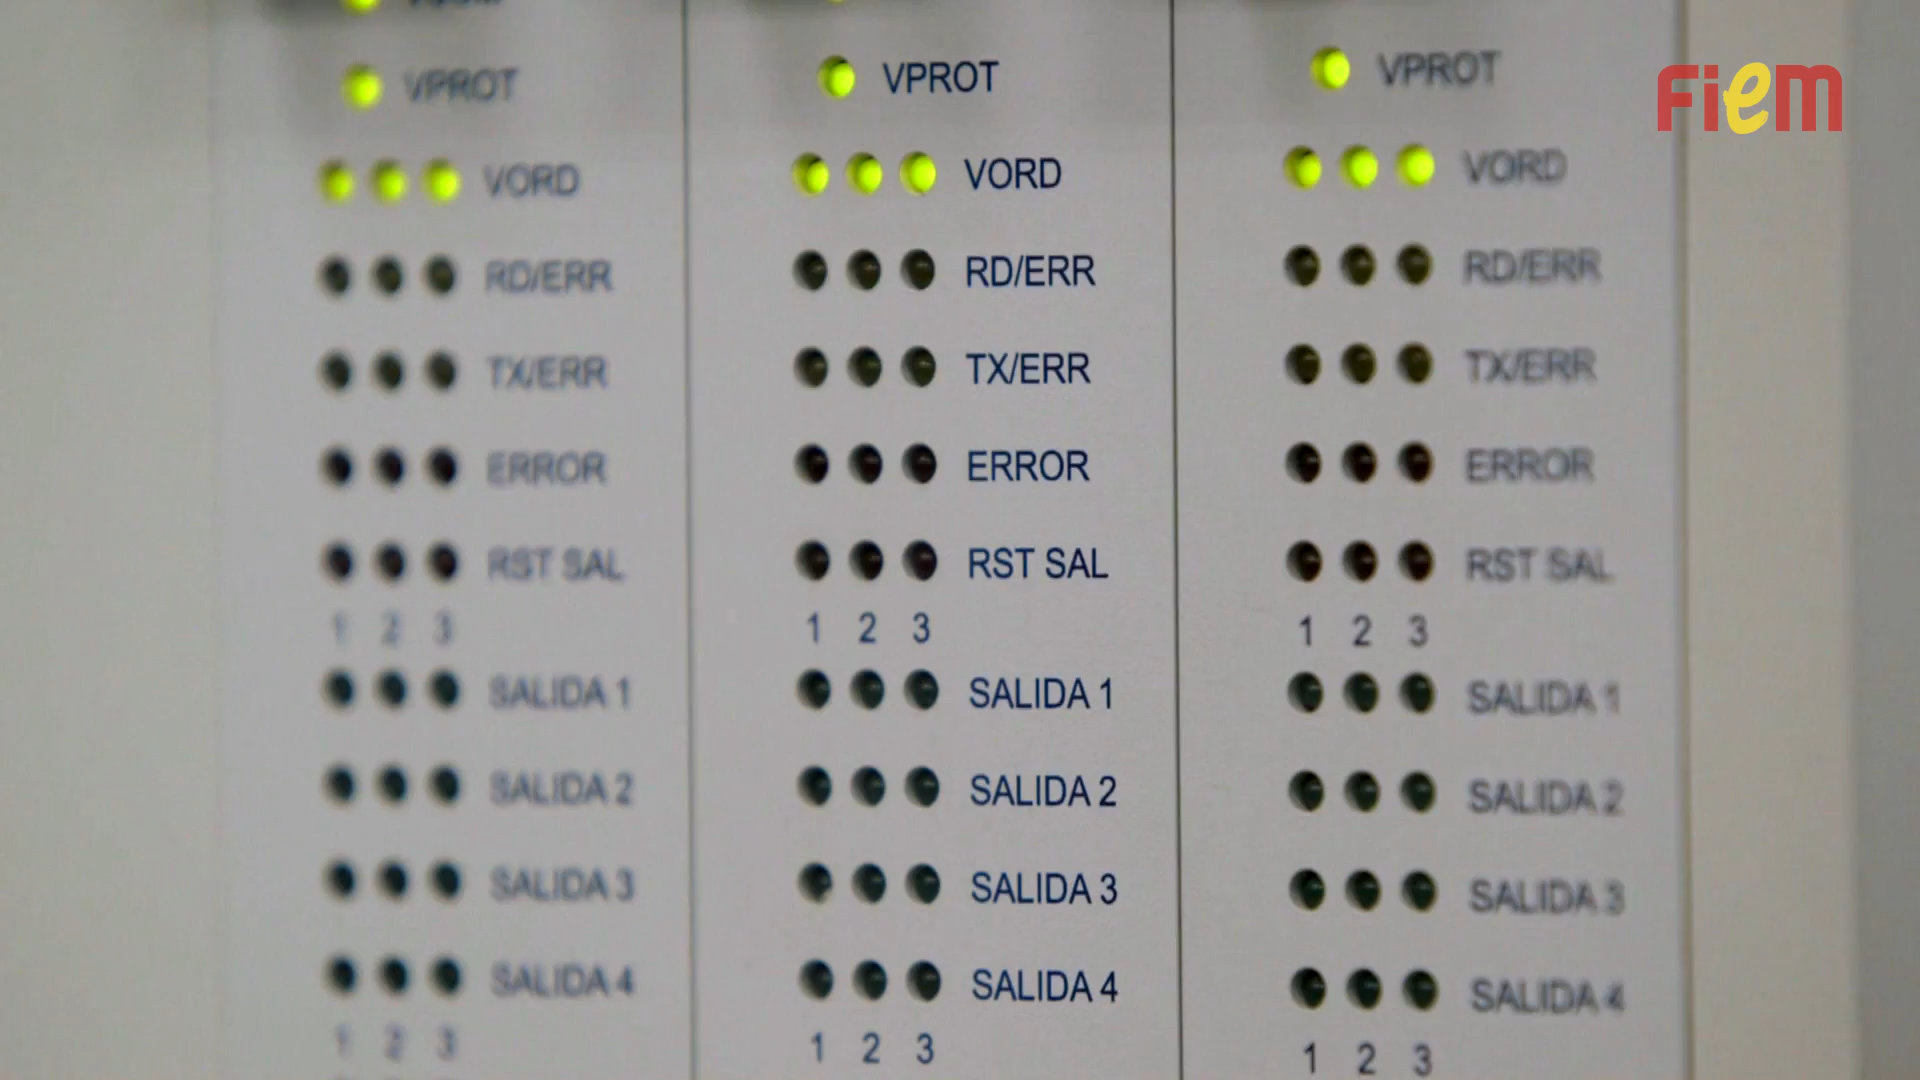 Fiem
VPROT
VORD
RD/ERR
TX/ERR
ERROR
RST SAL
1 2 3
SALIDA 1
SALIDA 2
SALIDA 3
SALIDA 4
1 2 3
VPROT
VORD
RD/ERR
TX/ERR
ERROR
RST SAL
1 2 3
SALIDA 1
SALIDA 2
SALIDA 3
SALIDA 4
1 2 3
VPROT
VORD
RD/ERR
TX/ERR
ERROR
RST SAL
1 2 3
SALIDA 1
SALIDA 2
SALIDA 3
SALIDA 4
1 2 3